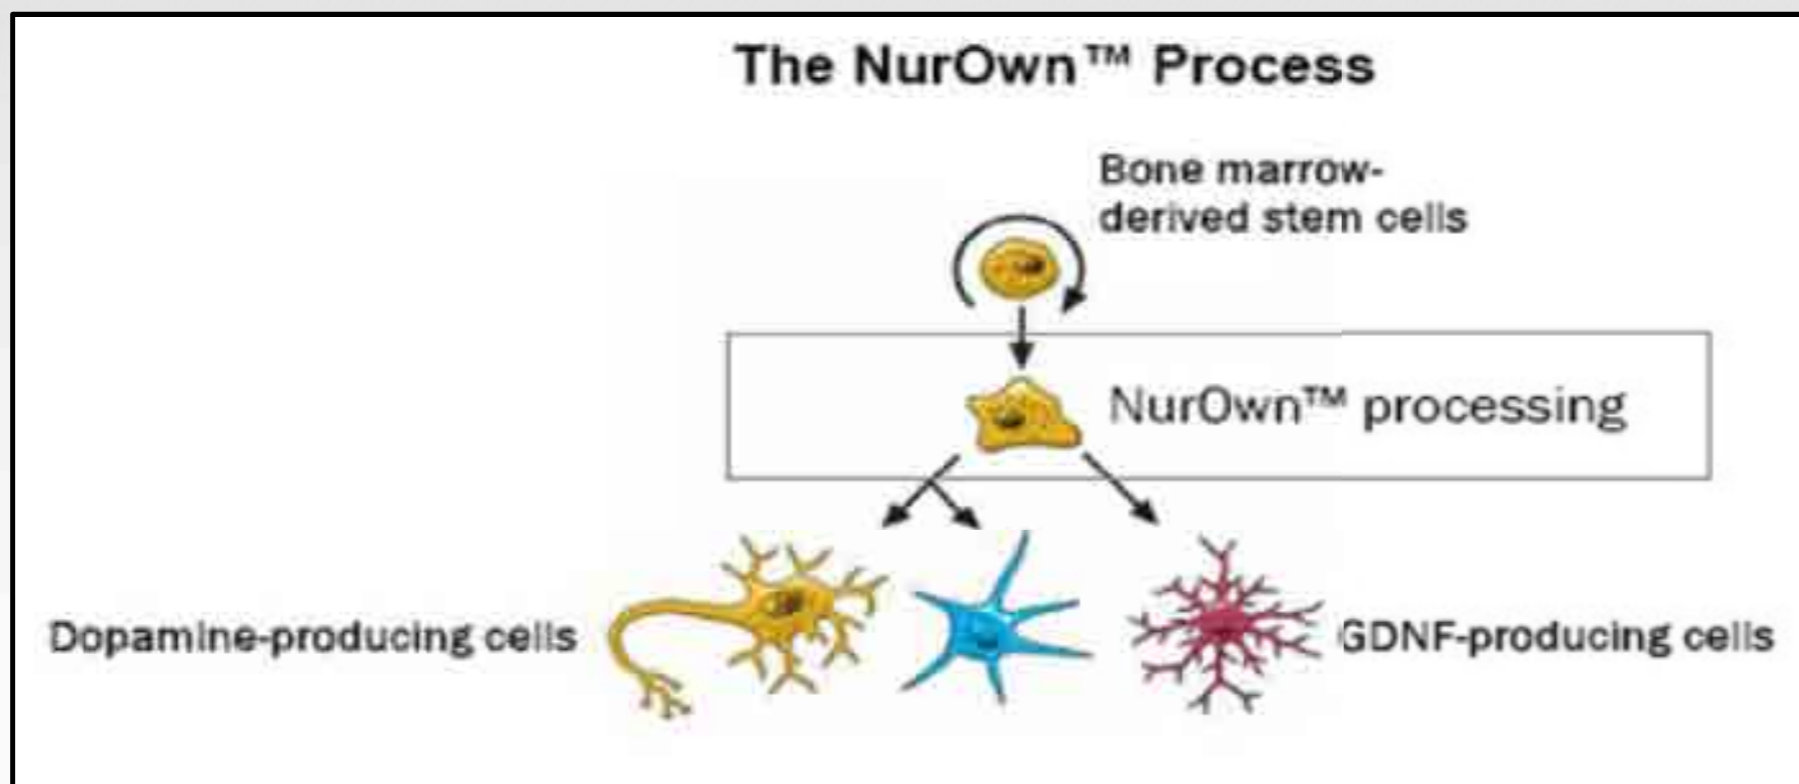 The NurOwn™ Process
Bone marrow-
derived stem cells
NurOwn™ processing
Dopamine-producing cells
GDNF-producing cells